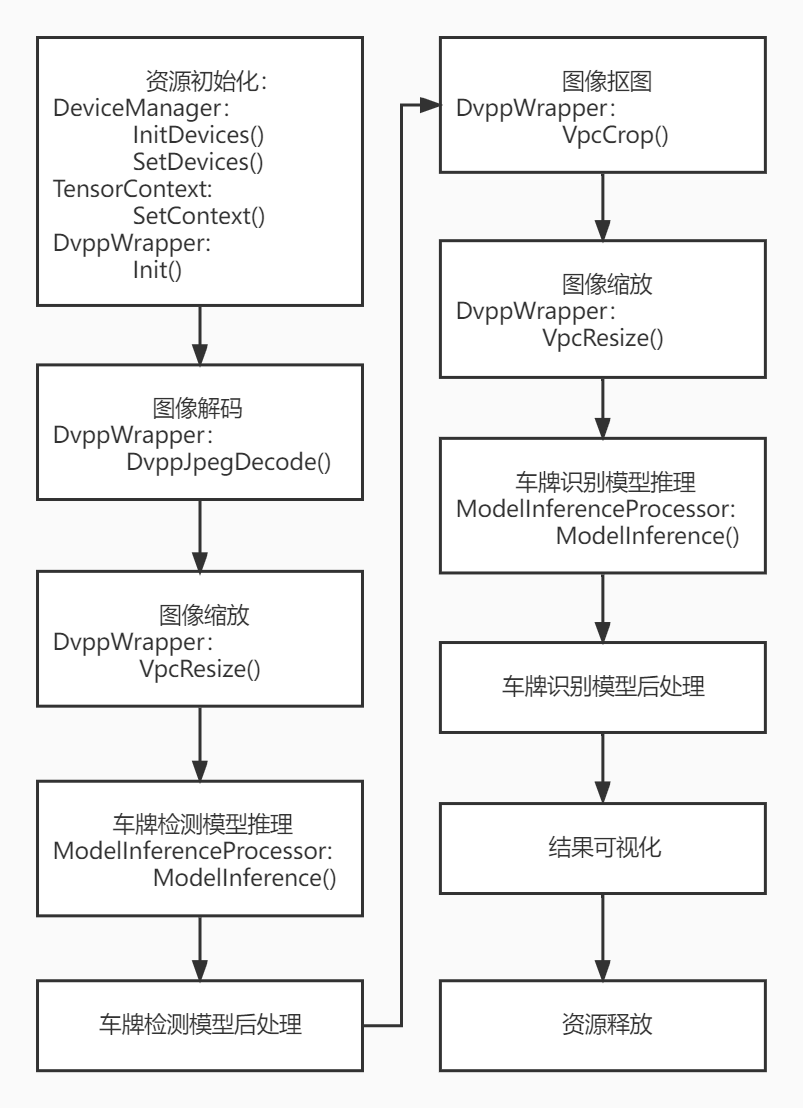 资源初始化：
DeviceManager：
InitDevices()
SetDevices()
TensorContext:
SetContext()
DvppWrapper:
Init()
图像解码
DvppWrapper：
DvppJpegDecode()
图像缩放
DvppWrapper：
VpcResize()
车牌检测模型推理
ModelInferenceProcessor:
ModelInference()
车牌检测模型后处理
图像抠图
DvppWrapper：
VpcCrop()
图像缩放
DvppWrapper：
VpcResize()
车牌识别模型推理
ModelInferenceProcessor:
ModelInference()
车牌识别模型后处理
结果可视化
资源释放